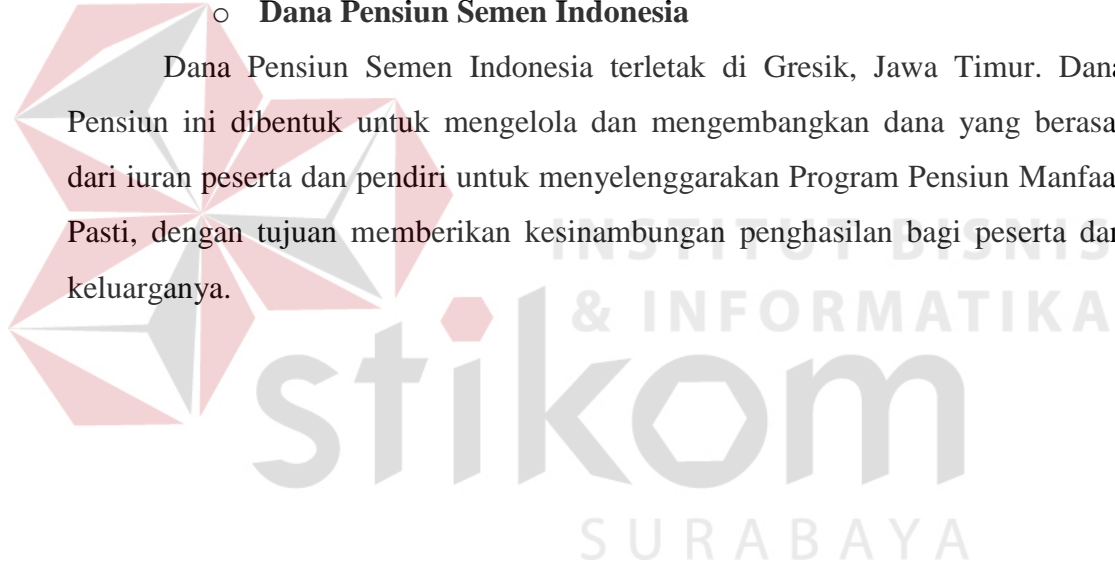 o Dana Pensiun Semen Indonesia
Dana Pensiun Semen Indonesia terletak di Gresik, Jawa Timur. Dana
Pensiun ini dibentuk untuk mengelola dan mengembangkan dana yang berasa
dari iuran peserta dan pendiri untuk menyelenggarakan Program Pensiun Manfaa
Pasti, dengan tujuan memberikan kesinambungan penghasilan bagi peserta dan
keluarganya.
INSTITUT BISNIS
& INFORMATIKA
stikom
SURABAYA